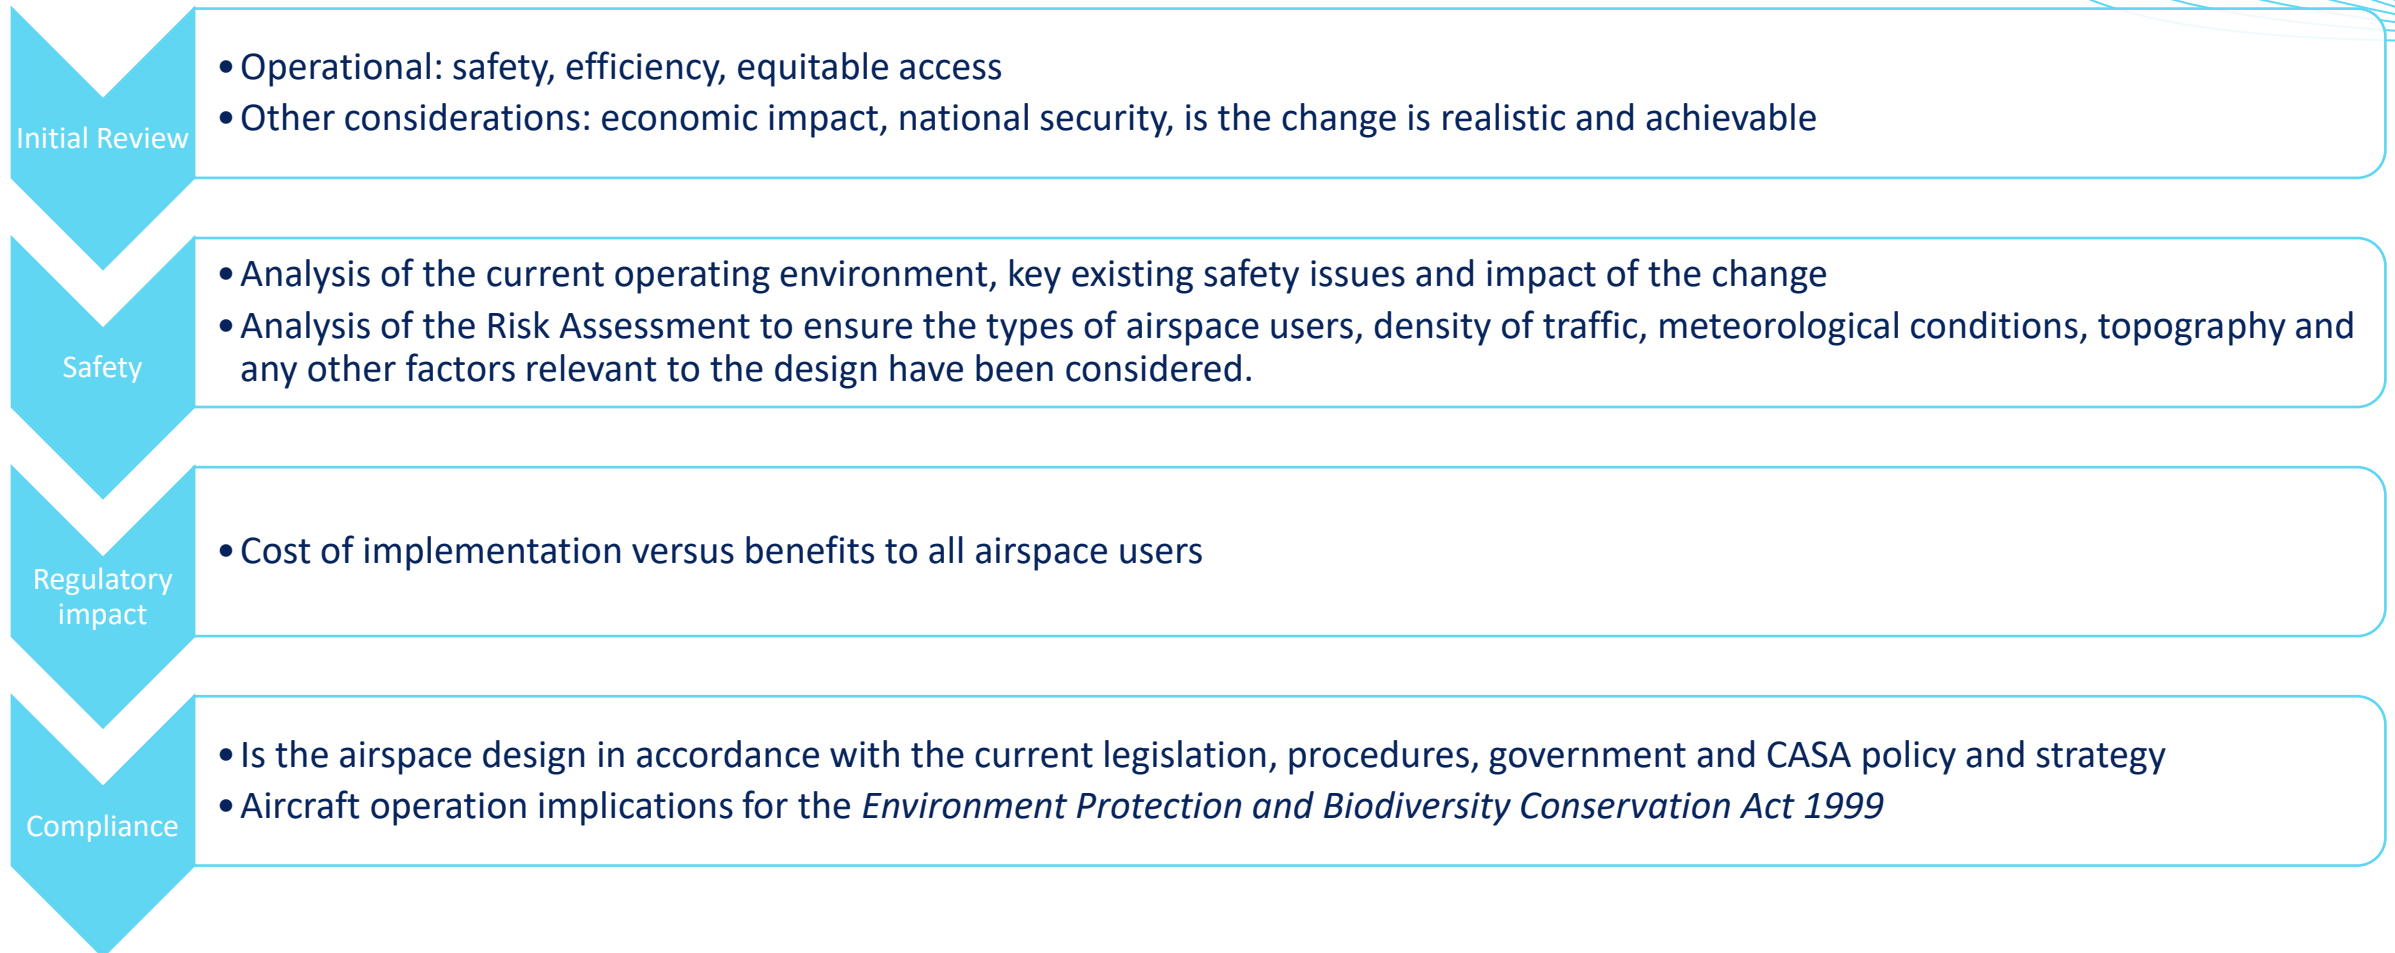 Initial Review
• Operational: safety, efficiency, equitable access
• Other considerations: economic impact, national security, is the change is realistic and achievable
Safety
• Analysis of the current operating environment, key existing safety issues and impact of the change
• Analysis of the Risk Assessment to ensure the types of airspace users, density of traffic, meteorological conditions, topography and
any other factors relevant to the design have been considered.
Regulatory
impact
• Cost of implementation versus benefits to all airspace users
Compliance
• Is the airspace design in accordance with the current legislation, procedures, government and CASA policy and strategy
• Aircraft operation implications for the Environment Protection and Biodiversity Conservation Act 1999